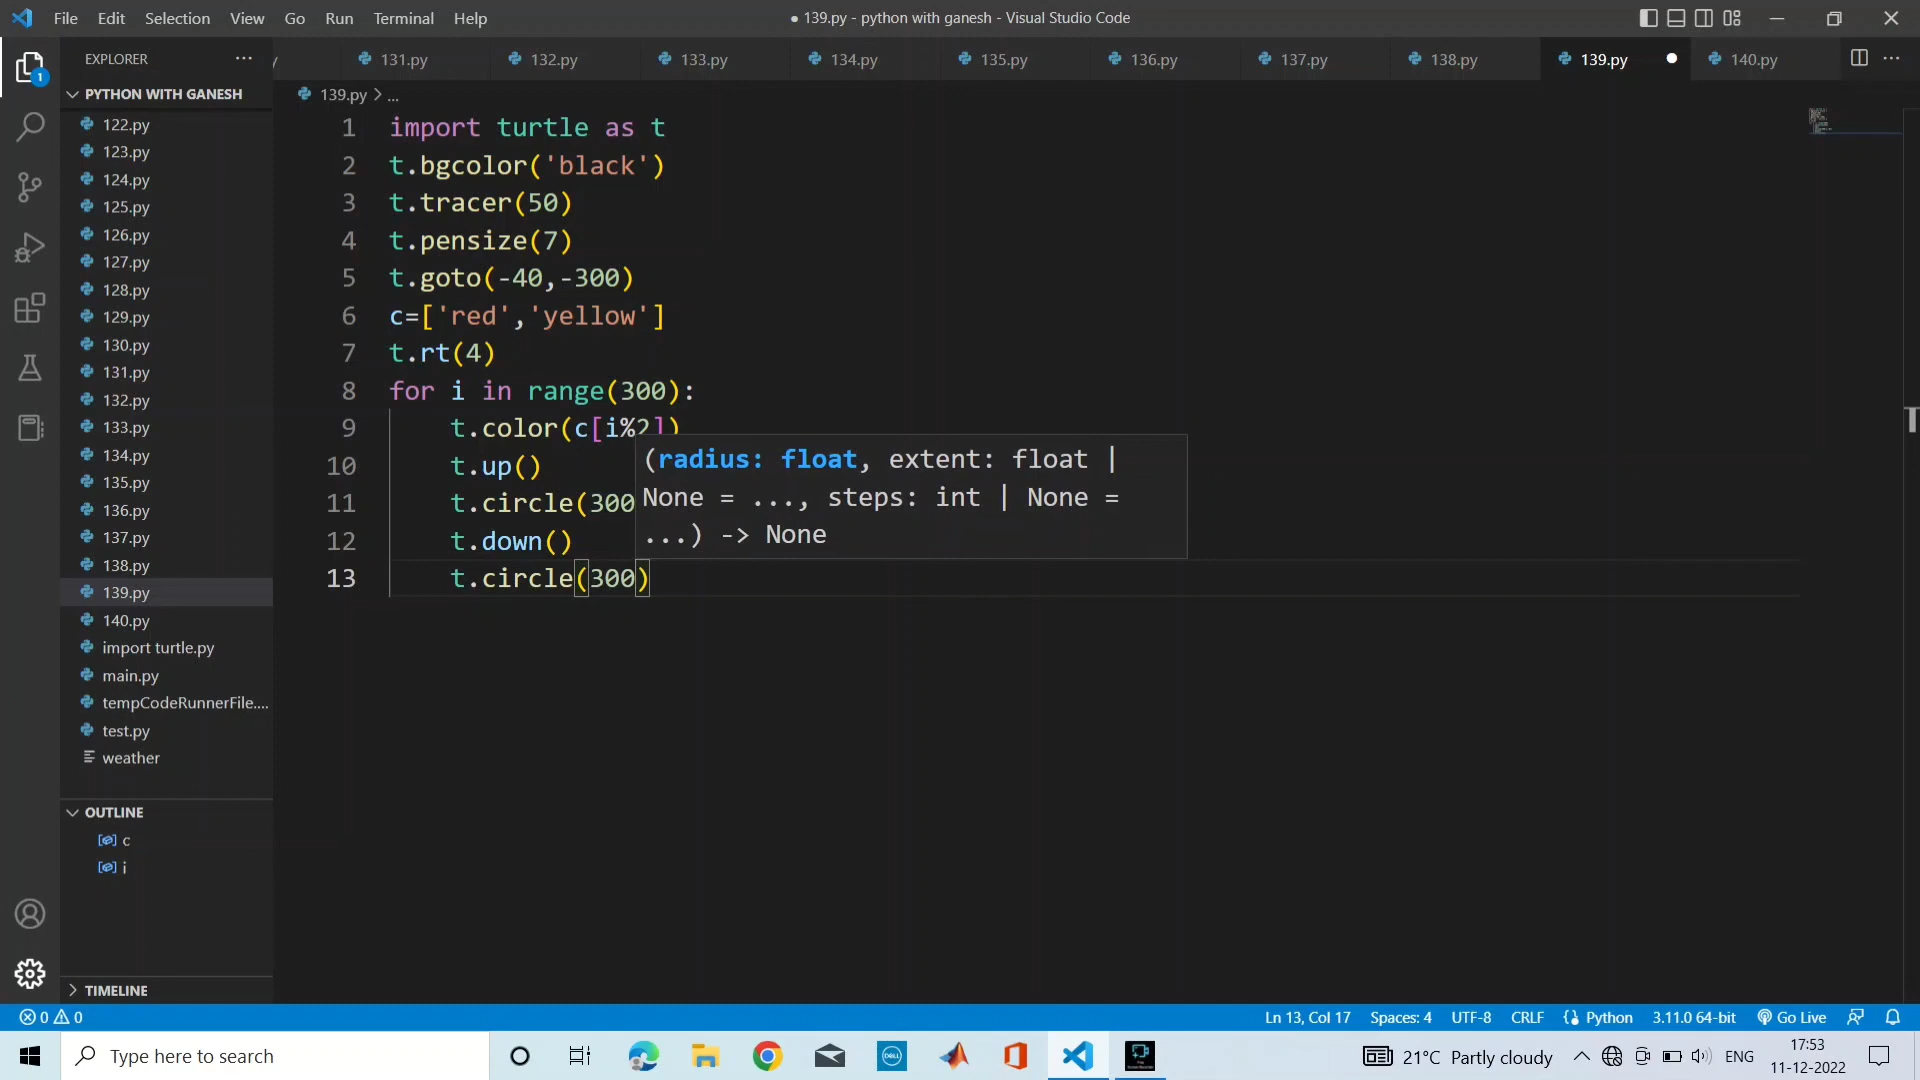 File Edit Selection View Go Run Terminal Help
● 139.py - python with ganesh - Visual Studio Code
EXPLORER ...
131.py 132.py 133.py 134.py 135.py 136.py 137.py 138.py 139.py ● 140.py
PYTHON WITH GANESH
122.py
123.py
124.py
125.py
126.py
127.py
128.py
129.py
130.py
131.py
132.py
133.py
134.py
135.py
136.py
137.py
138.py
139.py
140.py
import turtle.py
main.py
tempCodeRunnerFile....
test.py
weather
OUTLINE
c
i
TIMELINE
139.py > ...
1 import turtle as t
2 t.bgcolor('black')
3 t.tracer(50)
4 t.pensize(7)
5 t.goto(-40,-300)
6 c=['red','yellow']
7 t.rt(4)
8 for i in range(300):
9 t.color(c[i%2])
10 t.up()
11 t.circle(300
12 t.down()
13 t.circle(300)
(radius: float, extent: float |
None = ..., steps: int | None =
...) -> None
1
0 0
Ln 13, Col 17 Spaces: 4 UTF-8 CRLF Python 3.11.0 64-bit Go Live
Type here to search
DELL
21°C Partly cloudy
ENG
17:53
11-12-2022